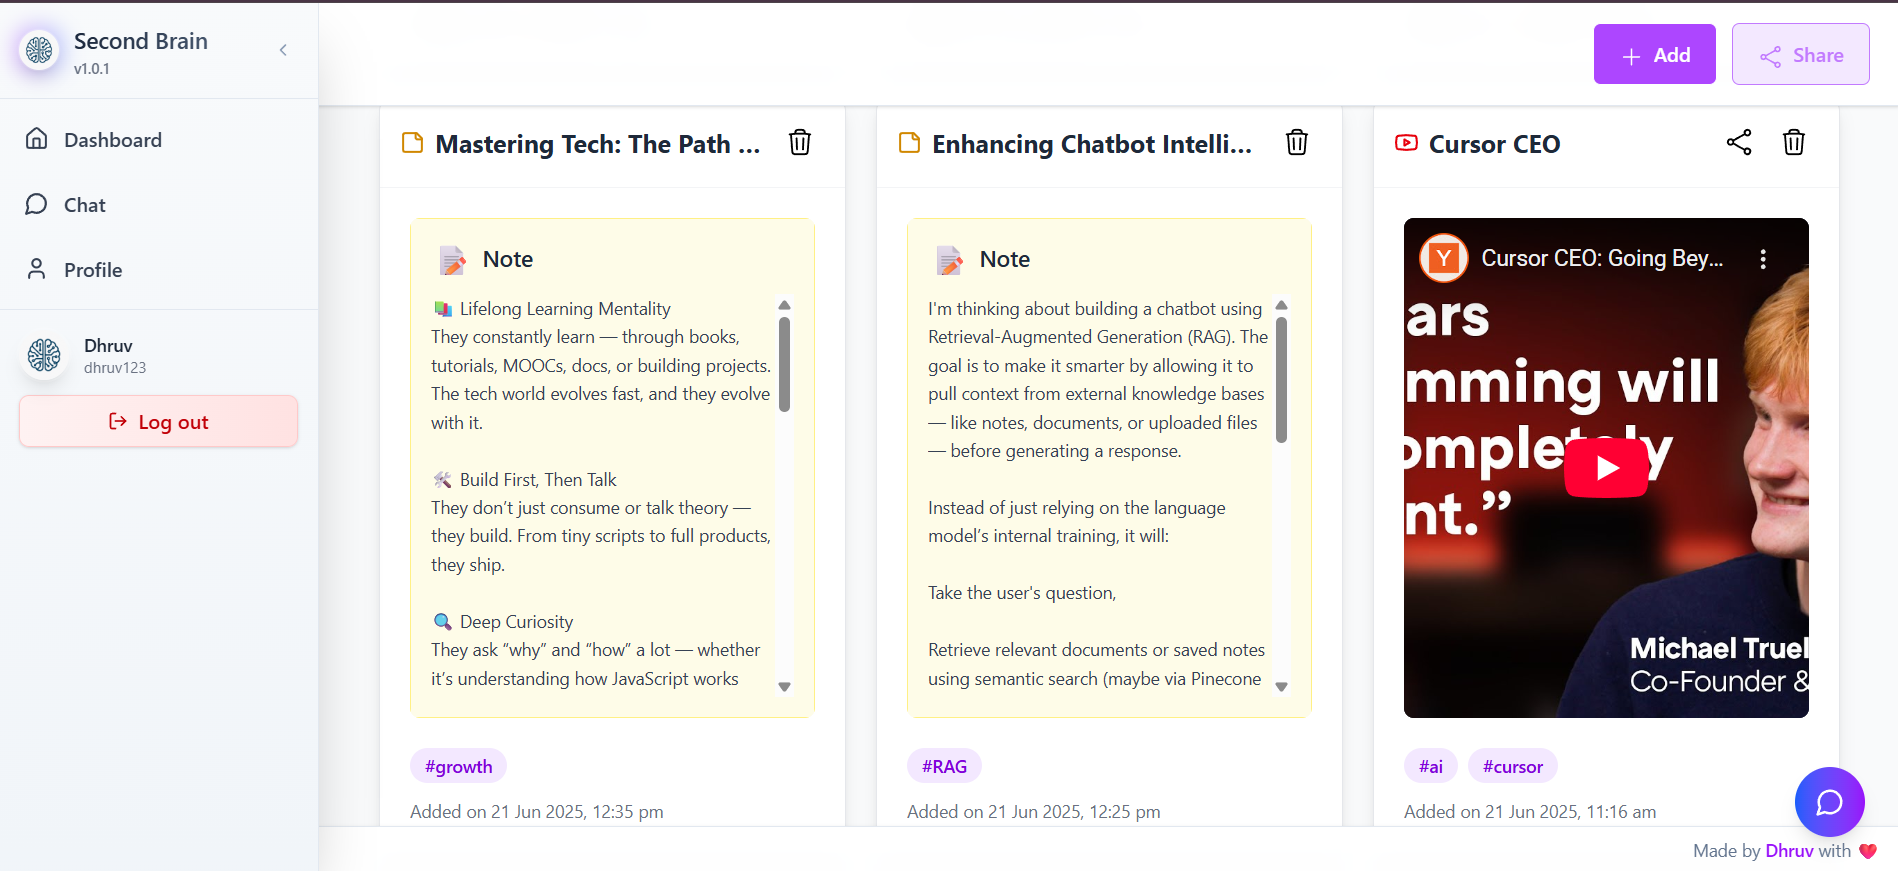 Second Brain
v1.0.1
Dashboard
Chat
Profile
Dhruv
dhruv123
Log out
+ Add
Share
Mastering Tech: The Path ...
Note
📚 Lifelong Learning Mentality
They constantly learn — through books,
tutorials, MOOCs, docs, or building projects.
The tech world evolves fast, and they evolve
with it.
🛠️ Build First, Then Talk
They don’t just consume or talk theory —
they build. From tiny scripts to full products,
they ship.
🔍 Deep Curiosity
They ask “why” and “how” a lot — whether
it’s understanding how JavaScript works
#growth
Added on 21 Jun 2025, 12:35 pm
Enhancing Chatbot Intelli...
Note
I'm thinking about building a chatbot using
Retrieval-Augmented Generation (RAG). The
goal is to make it smarter by allowing it to
pull context from external knowledge bases
— like notes, documents, or uploaded files
— before generating a response.
Instead of just relying on the language
model’s internal training, it will:
Take the user's question,
Retrieve relevant documents or saved notes
using semantic search (maybe via Pinecone
#RAG
Added on 21 Jun 2025, 12:25 pm
Cursor CEO
Y
Cursor CEO: Going Bey...
ars
mming will
omple y
nt.”
Michael Truel
Co-Founder &
#ai #cursor
Added on 21 Jun 2025, 11:16 am
Made by Dhruv with ❤️